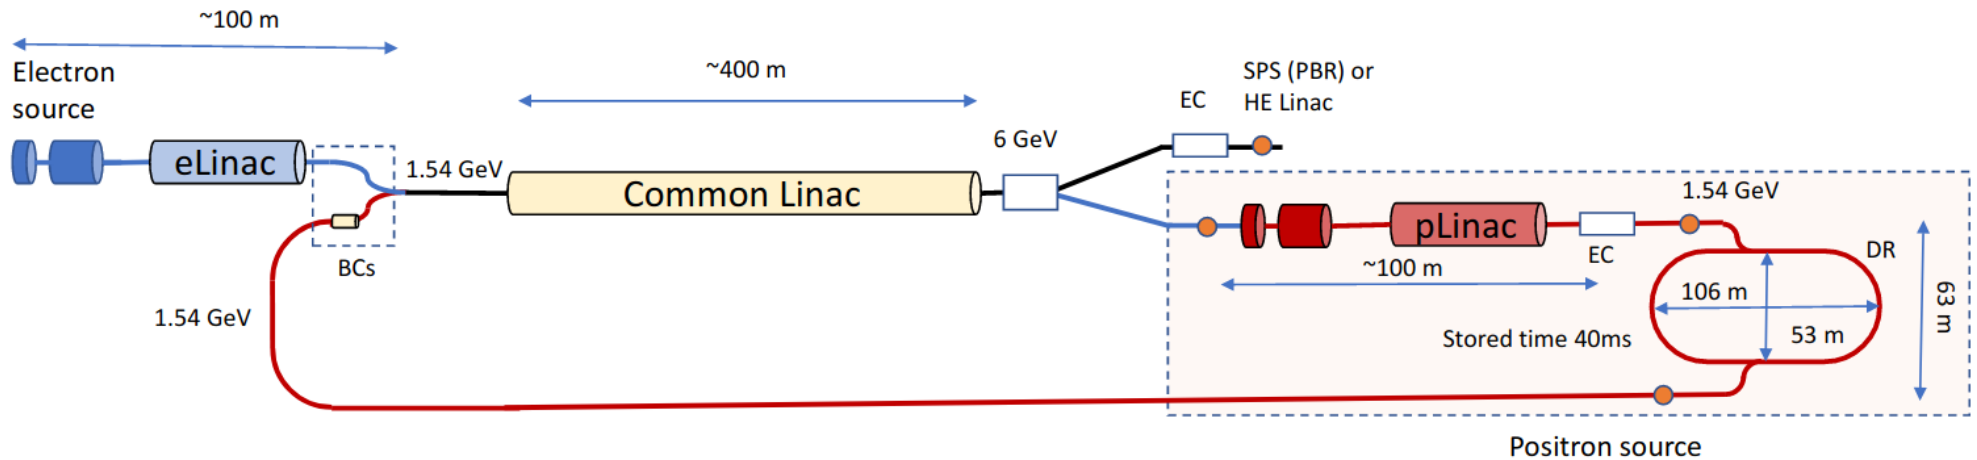 ~100 m
Electron
source
eLinac
BCs
1.54 GeV
1.54 GeV
~400 m
Common Linac
6 GeV
EC
SPS (PBR) or
HE Linac
pLinac
~100 m
EC
1.54 GeV
DR
106 m
53 m
63 m
Stored time 40ms
Positron source